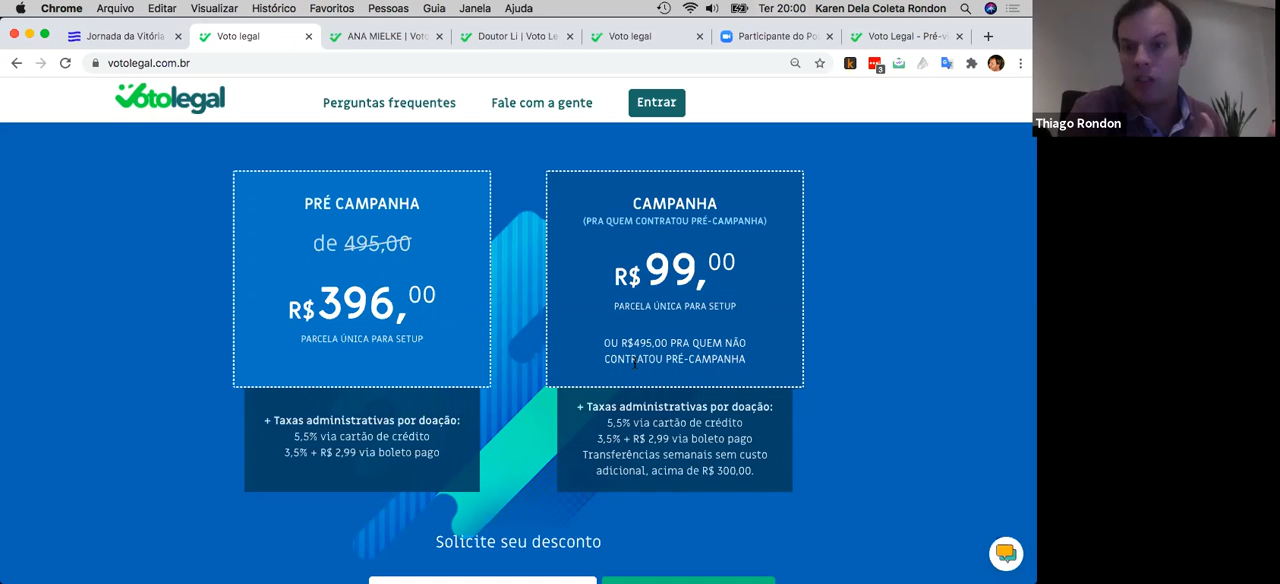 Chrome Arquivo Editar Visualizar Histórico Favoritos Pessoas Guia Janela Ajuda Ter 20:00 Karen Dela Coleta Rondon
Jornada da Vitória Voto legal ANA MIELKE | Voto Doutor Li | Voto Le Voto legal Participante do Po Voto Legal - Pré-v
votolegal.com.br
3
Votolegal Perguntas frequentes Fale com a gente Entrar
Thiago Rondon
PRÉ CAMPANHA
de 495,00
R$396,00
PARCELA ÚNICA PARA SETUP
+ Taxas administrativas por doação:
5,5% via cartão de crédito
3,5% + R$ 2,99 via boleto pago
CAMPANHA
(PRA QUEM CONTRATOU PRÉ-CAMPANHA)
R$99,00
PARCELA ÚNICA PARA SETUP
OU R$495,00 PRA QUEM NÃO
CONTRATOU PRÉ-CAMPANHA
+ Taxas administrativas por doação:
5,5% via cartão de crédito
3,5% + R$ 2,99 via boleto pago
Transferências semanais sem custo
adicional, acima de R$ 300,00.
Solicite seu desconto